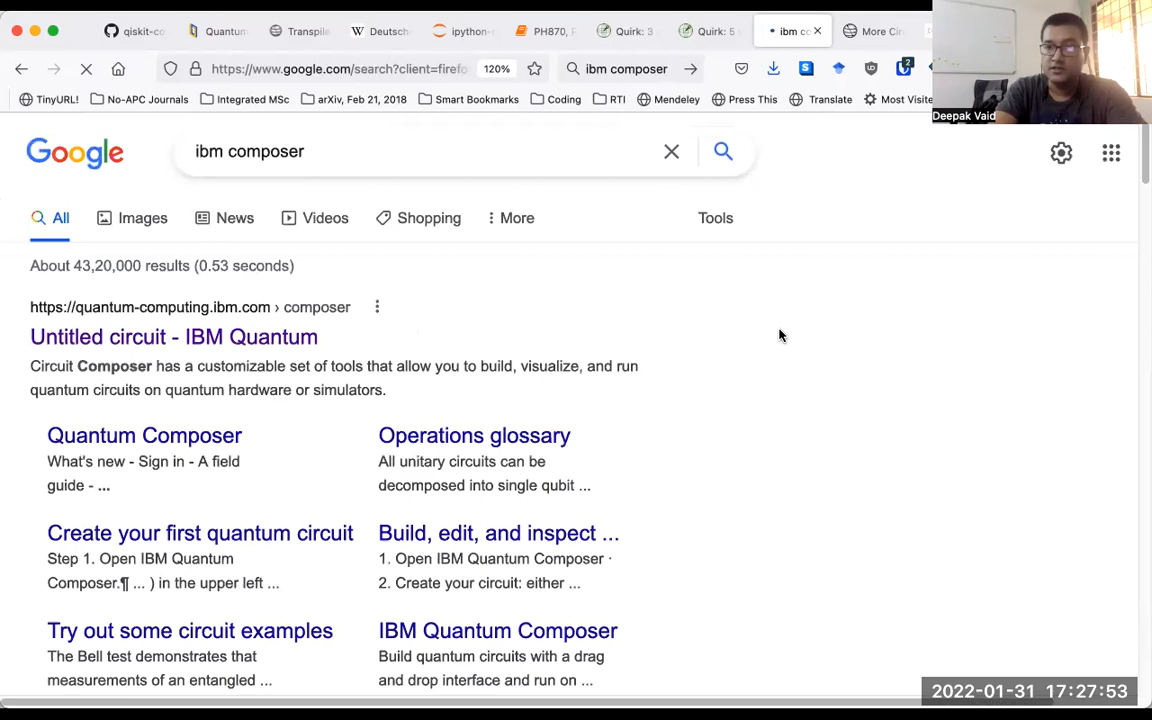 qiskit-co
Quantum
Transpile
Deutsch
ipython-n
PH870,
Quirk: 3
Quirk: 5
ibm co
More Cir
https://www.google.com/search?client=firefo
120%
ibm composer
2
TinyURL!
No-APC Journals
Integrated MSc
arXiv, Feb 21, 2018
Smart Bookmarks
Coding
RTI
Mendeley
Press This
Translate
Most Visite
Deepak Vaid
Google
ibm composer
All
Images
News
Videos
Shopping
More
Tools
About 43,20,000 results (0.53 seconds)
https://quantum-computing.ibm.com › composer
Untitled circuit - IBM Quantum
Circuit Composer has a customizable set of tools that allow you to build, visualize, and run
quantum circuits on quantum hardware or simulators.
Quantum Composer
What's new - Sign in - A field
guide - ...
Operations glossary
All unitary circuits can be
decomposed into single qubit ...
Create your first quantum circuit
Step 1. Open IBM Quantum
Composer.¶ ... ) in the upper left ...
Build, edit, and inspect ...
1. Open IBM Quantum Composer ·
2. Create your circuit: either ...
Try out some circuit examples
The Bell test demonstrates that
measurements of an entangled ...
IBM Quantum Composer
Build quantum circuits with a drag
and drop interface and run on ...
2022-01-31 17:27:53